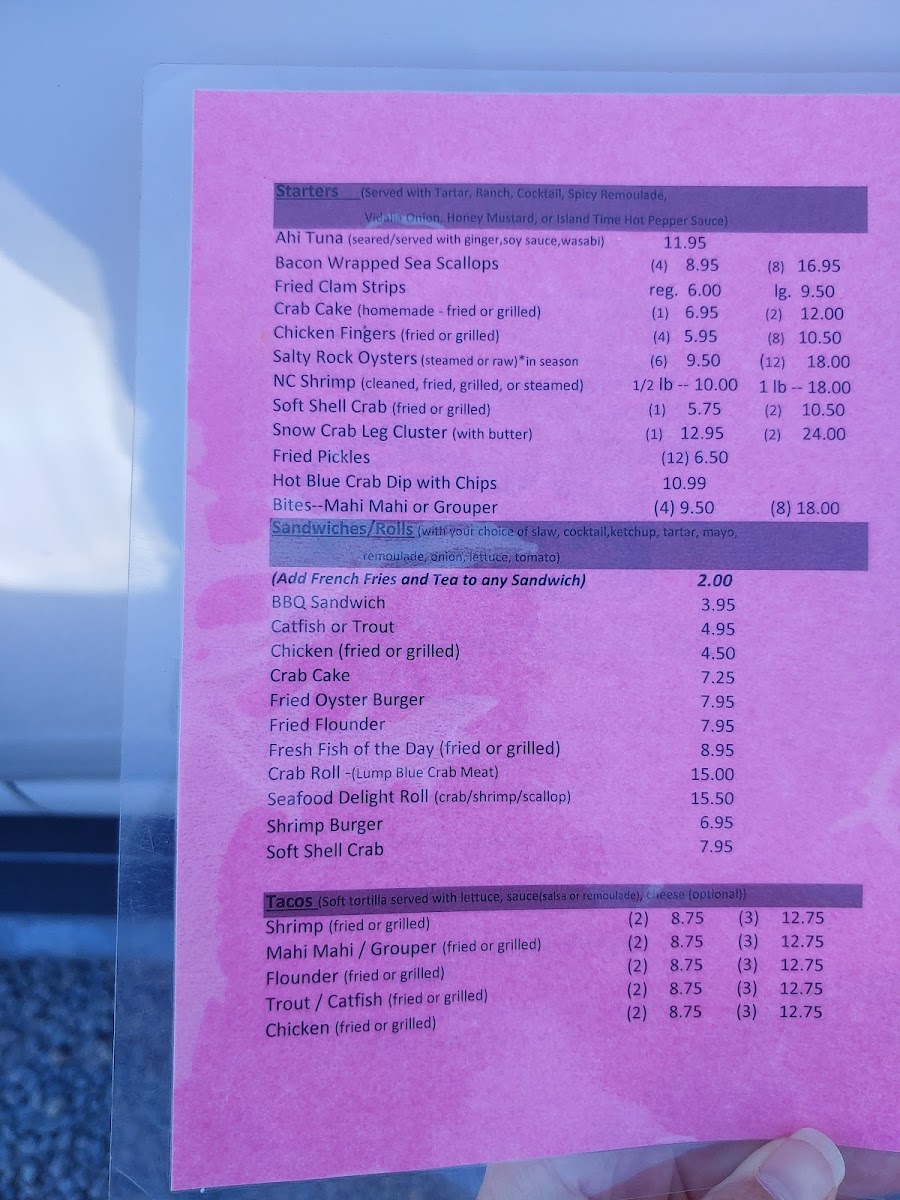 Starters (Served with Tartar, Ranch, Cocktail, Spicy Remoulade,
Vidalia Onion, Honey Mustard, or Island Time Hot Pepper Sauce)
Ahi Tuna (seared/served with ginger,soy sauce,wasabi) 11.95
Bacon Wrapped Sea Scallops (4) 8.95 (8) 16.95
Fried Clam Strips reg. 6.00 lg. 9.50
Crab Cake (homemade - fried or grilled) (1) 6.95 (2) 12.00
Chicken Fingers (fried or grilled) (4) 5.95 (8) 10.50
Salty Rock Oysters (steamed or raw)*in season (6) 9.50 (12) 18.00
NC Shrimp (cleaned, fried, grilled, or steamed) 1/2 lb -- 10.00 1 lb -- 18.00
Soft Shell Crab (fried or grilled) (1) 5.75 (2) 10.50
Snow Crab Leg Cluster (with butter) (1) 12.95 (2) 24.00
Fried Pickles (12) 6.50
Hot Blue Crab Dip with Chips 10.99
Bites--Mahi Mahi or Grouper (4) 9.50 (8) 18.00
Sandwiches/Rolls (with your choice of slaw, cocktail,ketchup, tartar, mayo,
remoulade, onion, lettuce, tomato)
(Add French Fries and Tea to any Sandwich) 2.00
BBQ Sandwich 3.95
Catfish or Trout 4.95
Chicken (fried or grilled) 4.50
Crab Cake 7.25
Fried Oyster Burger 7.95
Fried Flounder 7.95
Fresh Fish of the Day (fried or grilled) 8.95
Crab Roll -(Lump Blue Crab Meat) 15.00
Seafood Delight Roll (crab/shrimp/scallop) 15.50
Shrimp Burger 6.95
Soft Shell Crab 7.95
Tacos (Soft tortilla served with lettuce, sauce(salsa or remoulade), cheese (optional))
Shrimp (fried or grilled) (2) 8.75 (3) 12.75
Mahi Mahi / Grouper (fried or grilled) (2) 8.75 (3) 12.75
Flounder (fried or grilled) (2) 8.75 (3) 12.75
Trout / Catfish (fried or grilled) (2) 8.75 (3) 12.75
Chicken (fried or grilled) (2) 8.75 (3) 12.75